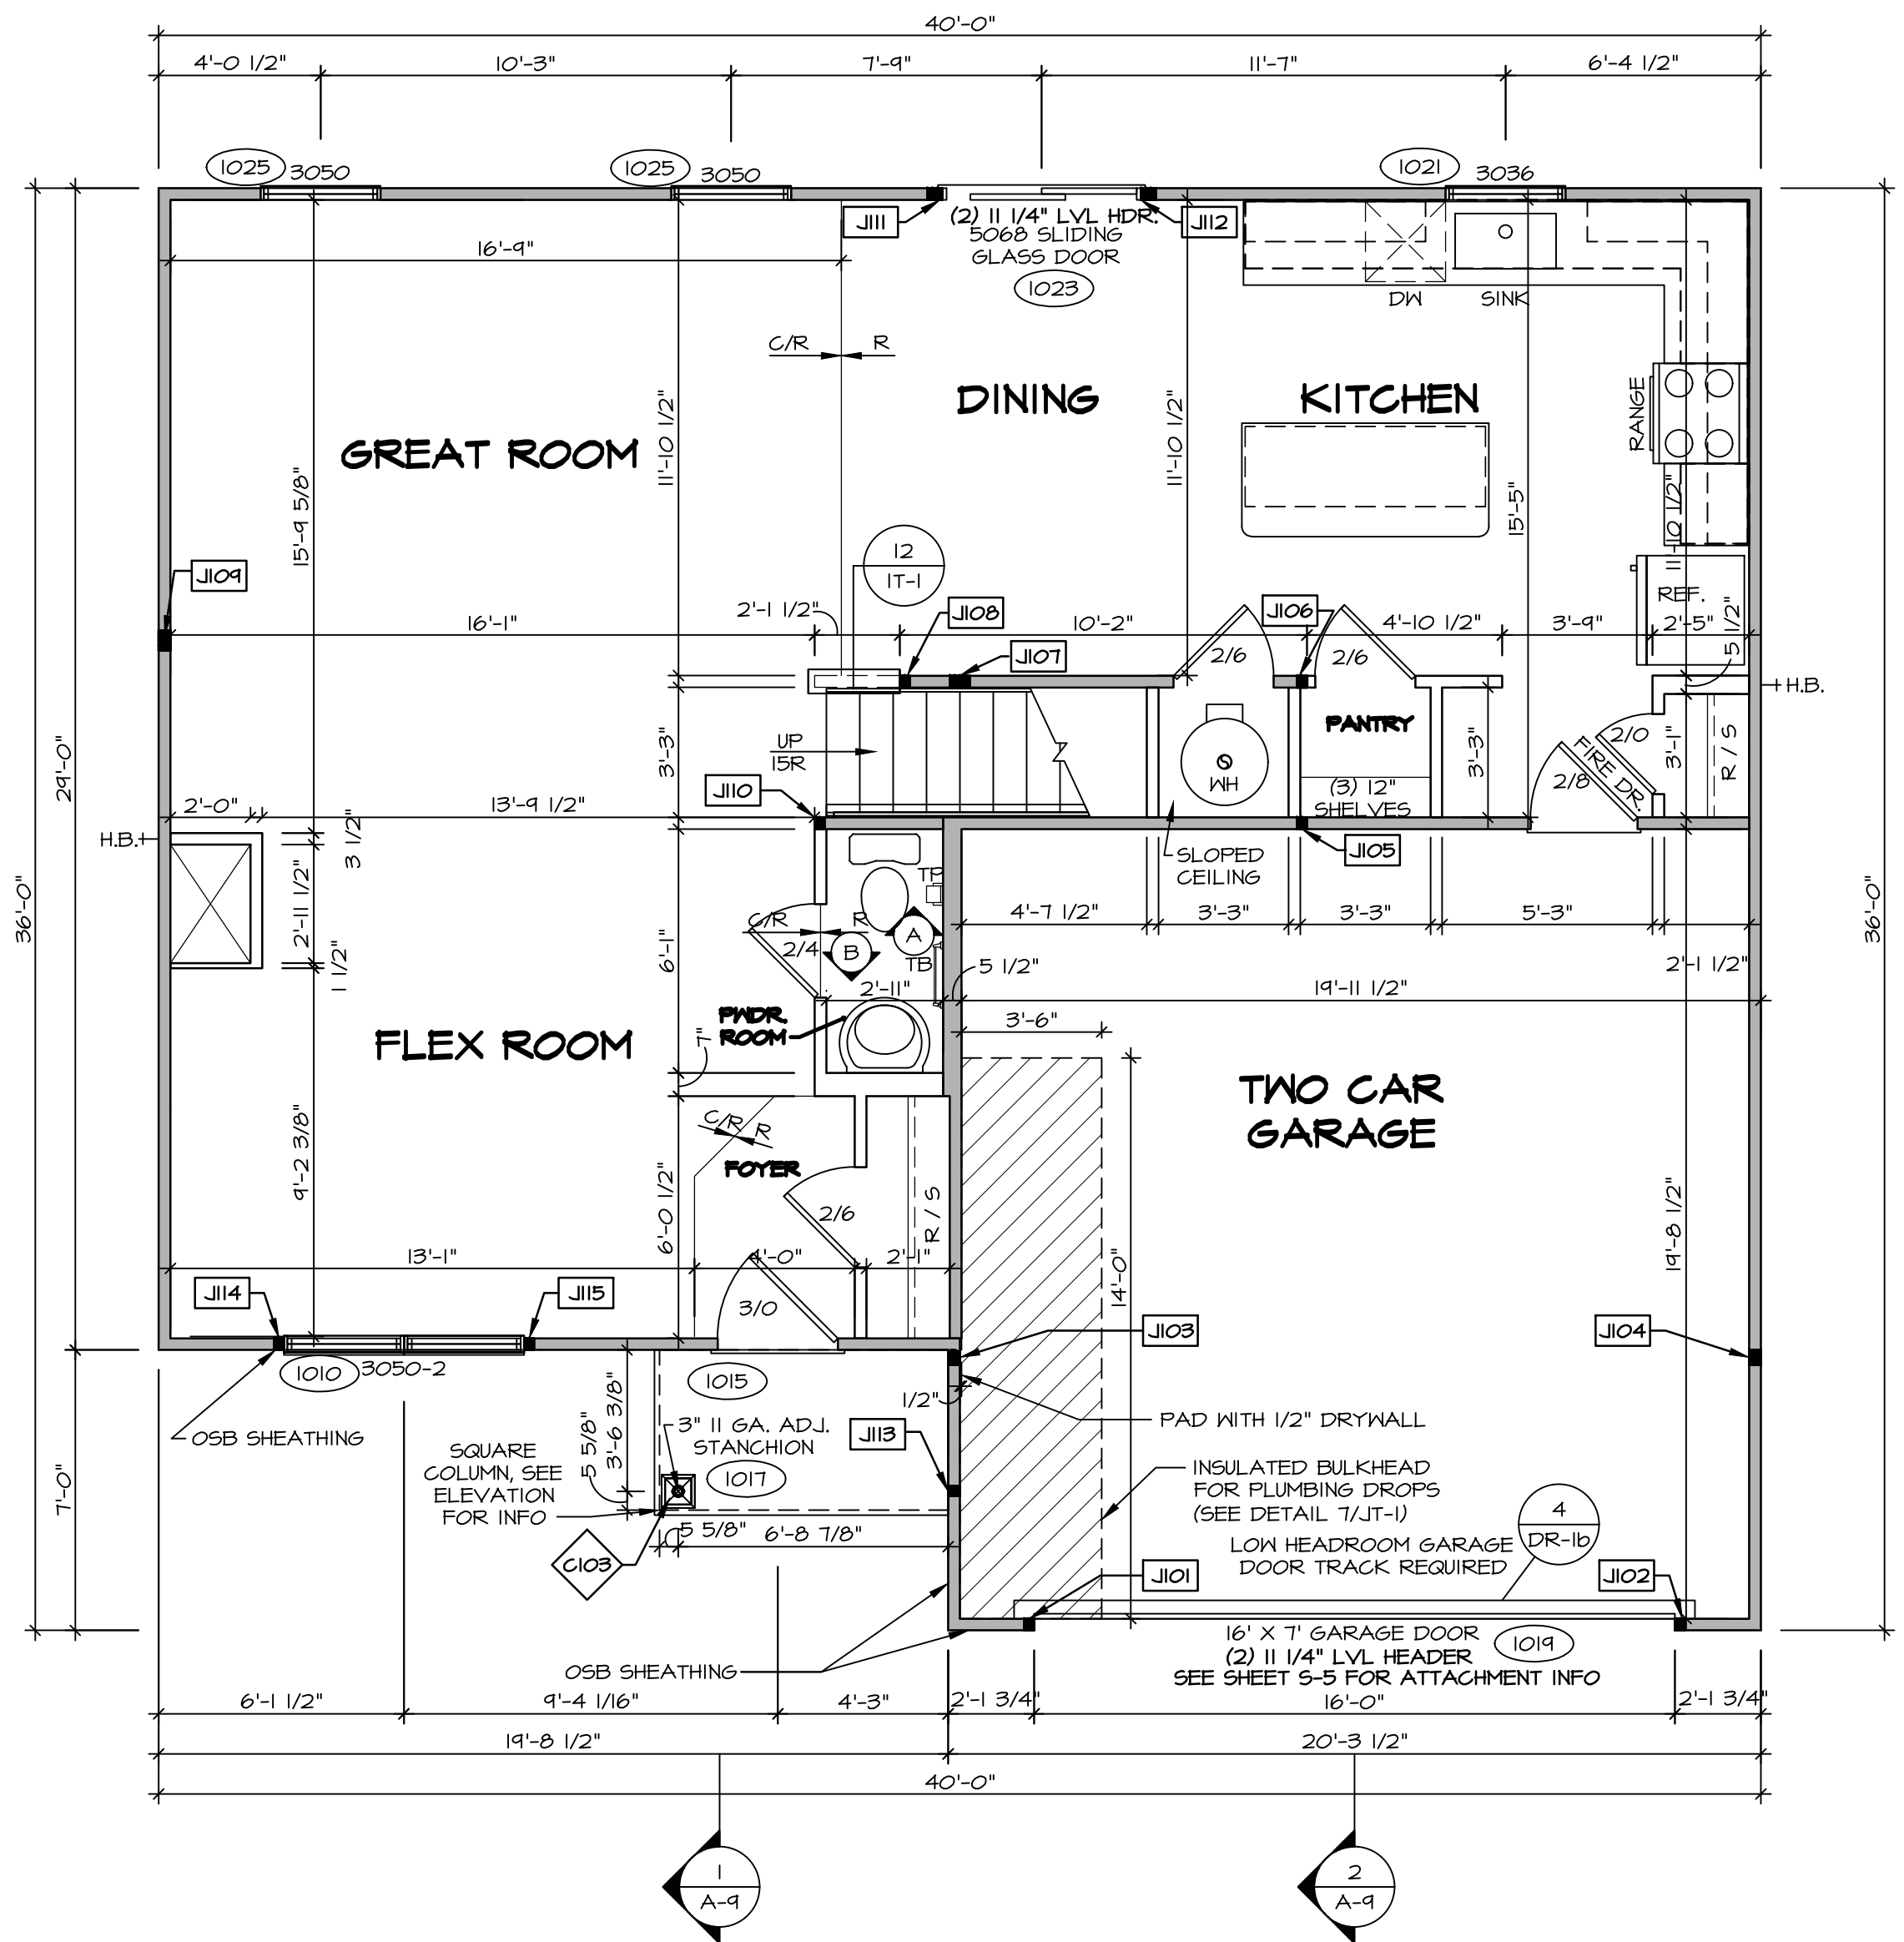 40'-0"
4'-0 1/2"
10'-3"
7'-9"
11'-7"
6'-4 1/2"
1025
3050
1025
3050
1021
3036
J111
(2) 11 1/4" LVL HDR.
J112
5068 SLIDING
GLASS DOOR
1023
16'-9"
DW
SINK
C/R
R
DINING
KITCHEN
RANGE
GREAT ROOM
11'-10 1/2"
11'-10 1/2"
15'-9 5/8"
15'-5"
11'-10 1/2"
12
1T-1
J109
REF.
2'-1 1/2"
J108
J106
16'-1"
10'-2"
4'-10 1/2"
3'-9"
2'-5"
5 1/2"
J107
2/6
2/6
H.B.
PANTRY
29'-0"
UP
15R
3'-3"
3'-3"
2/0
3'-1"
R / S
FIRE DR.
2/8
WH
J110
(3) 12"
SHELVES
2'-0"
13'-9 1/2"
H.B.
3 1/2"
J105
SLOPED
CEILING
TP
36'-0"
36'-0"
2'-11 1/2"
4'-7 1/2"
3'-3"
3'-3"
5'-3"
C/R
R
A
2/4
B
TB
6'-1"
1 1/2"
5 1/2"
2'-1 1/2"
2'-11"
19'-11 1/2"
PWDR.
ROOM
3'-6"
FLEX ROOM
7"
TWO CAR
GARAGE
C/R
R
FOYER
9'-2 3/8"
6'-0 1/2"
2/6
R / S
19'-8 1/2"
13'-1"
4'-0"
2'-1"
14'-0"
J114
J115
3/0
J103
J104
1010
3050-2
1015
1/2"
PAD WITH 1/2" DRYWALL
OSB SHEATHING
3" 11 GA. ADJ.
STANCHION
J113
SQUARE
COLUMN, SEE
ELEVATION
FOR INFO
5 5/8"
3'-6 3/8"
1017
INSULATED BULKHEAD
FOR PLUMBING DROPS
(SEE DETAIL 7/JT-1)
7'-0"
4
DR-1b
5 5/8"
6'-8 7/8"
LOW HEADROOM GARAGE
DOOR TRACK REQUIRED
C103
J101
J102
16' X 7' GARAGE DOOR
1019
(2) 11 1/4" LVL HEADER
SEE SHEET S-5 FOR ATTACHMENT INFO
OSB SHEATHING
6'-1 1/2"
9'-4 1/16"
4'-3"
2'-1 3/4"
16'-0"
2'-1 3/4"
19'-8 1/2"
20'-3 1/2"
40'-0"
1
A-9
2
A-9